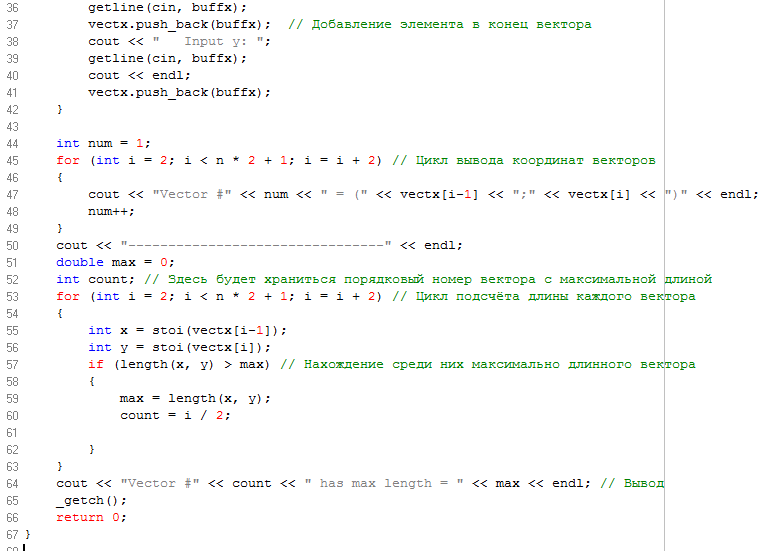 36 getline(cin, buffx);
37 vectx.push_back(buffx); // Добавление элемента в конец вектора
38 cout << "   Input y: ";
39 getline(cin, buffx);
40 cout << endl;
41 vectx.push_back(buffx);
42 }
43
44 int num = 1;
45 for (int i = 2; i < n * 2 + 1; i = i + 2) // Цикл вывода координат векторов
46 {
47 cout << "Vector #" << num << " = (" << vectx[i-1] << ";" << vectx[i] << ")" << endl;
48 num++;
49 }
50 cout << "--------------------------------" << endl;
51 double max = 0;
52 int count; // Здесь будет храниться порядковый номер вектора с максимальной длиной
53 for (int i = 2; i < n * 2 + 1; i = i + 2) // Цикл подсчёта длины каждого вектора
54 {
55 int x = stoi(vectx[i-1]);
56 int y = stoi(vectx[i]);
57 if (length(x, y) > max) // Нахождение среди них максимально длинного вектора
58 {
59 max = length(x, y);
60 count = i / 2;
61
62 }
63 }
64 cout << "Vector #" << count << " has max length = " << max << endl; // Вывод
65 _getch();
66 return 0;
67 }